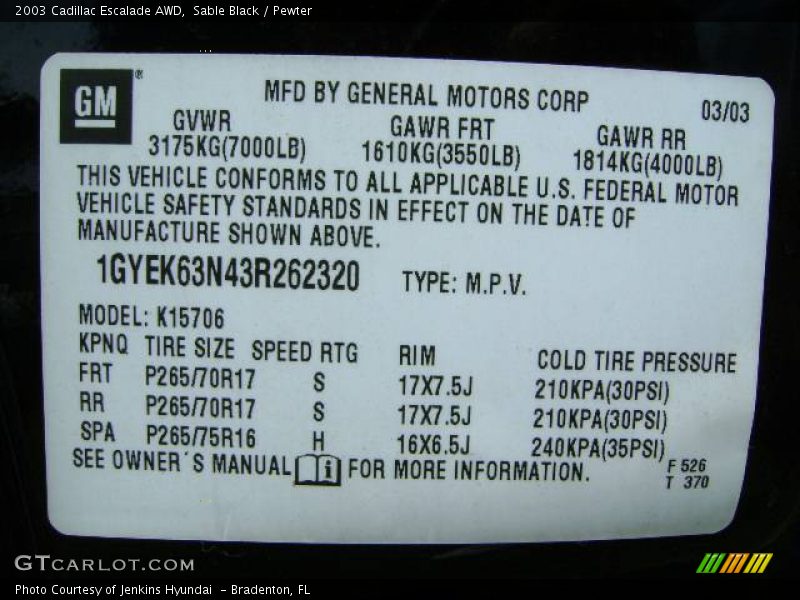 2003 Cadillac Escalade AWD, Sable Black / Pewter
GM®
MFD BY GENERAL MOTORS CORP
03/03
GVWR GAWR FRT GAWR RR
3175KG(7000LB) 1610KG(3550LB) 1814KG(4000LB)
THIS VEHICLE CONFORMS TO ALL APPLICABLE U.S. FEDERAL MOTOR
VEHICLE SAFETY STANDARDS IN EFFECT ON THE DATE OF
MANUFACTURE SHOWN ABOVE.
1GYEK63N43R262320 TYPE: M.P.V.
MODEL: K15706
KPNQ TIRE SIZE SPEED RTG RIM COLD TIRE PRESSURE
FRT P265/70R17 S 17X7.5J 210KPA(30PSI)
RR P265/70R17 S 17X7.5J 210KPA(30PSI)
SPA P265/75R16 H 16X6.5J 240KPA(35PSI)
SEE OWNER´S MANUAL i FOR MORE INFORMATION.
F 526
T 370
GTCARLOT.COM
Photo Courtesy of Jenkins Hyundai - Bradenton, FL